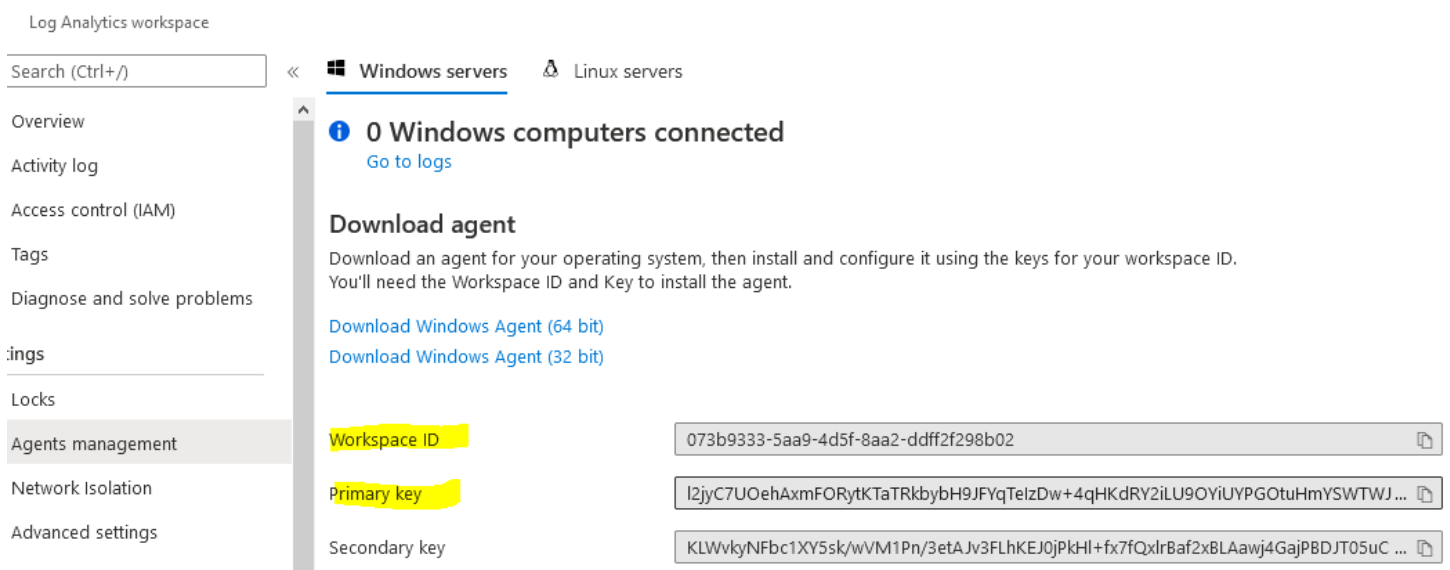 Log Analytics workspace
Search (Ctrl+/)
«
Windows servers
Linux servers
Overview
Activity log
Access control (IAM)
Tags
Diagnose and solve problems
tings
Locks
Agents management
Network Isolation
Advanced settings
0 Windows computers connected
Go to logs
Download agent
Download an agent for your operating system, then install and configure it using the keys for your workspace ID.
You'll need the Workspace ID and Key to install the agent.
Download Windows Agent (64 bit)
Download Windows Agent (32 bit)
Workspace ID
073b9333-5aa9-4d5f-8aa2-ddff2f298b02
Primary key
l2jyC7UOehAxmFORytKTaTRkbybH9JFYqTeIzDw+4qHKdRY2iLU9OYiUYPGOtuHmYSWTWJ...
Secondary key
KLWvkyNFbc1XY5sk/wVM1Pn/3etAJv3FLhKEJ0jPkHl+fx7fQxlrBaf2xBLAawj4GajPBDJT05uC ...